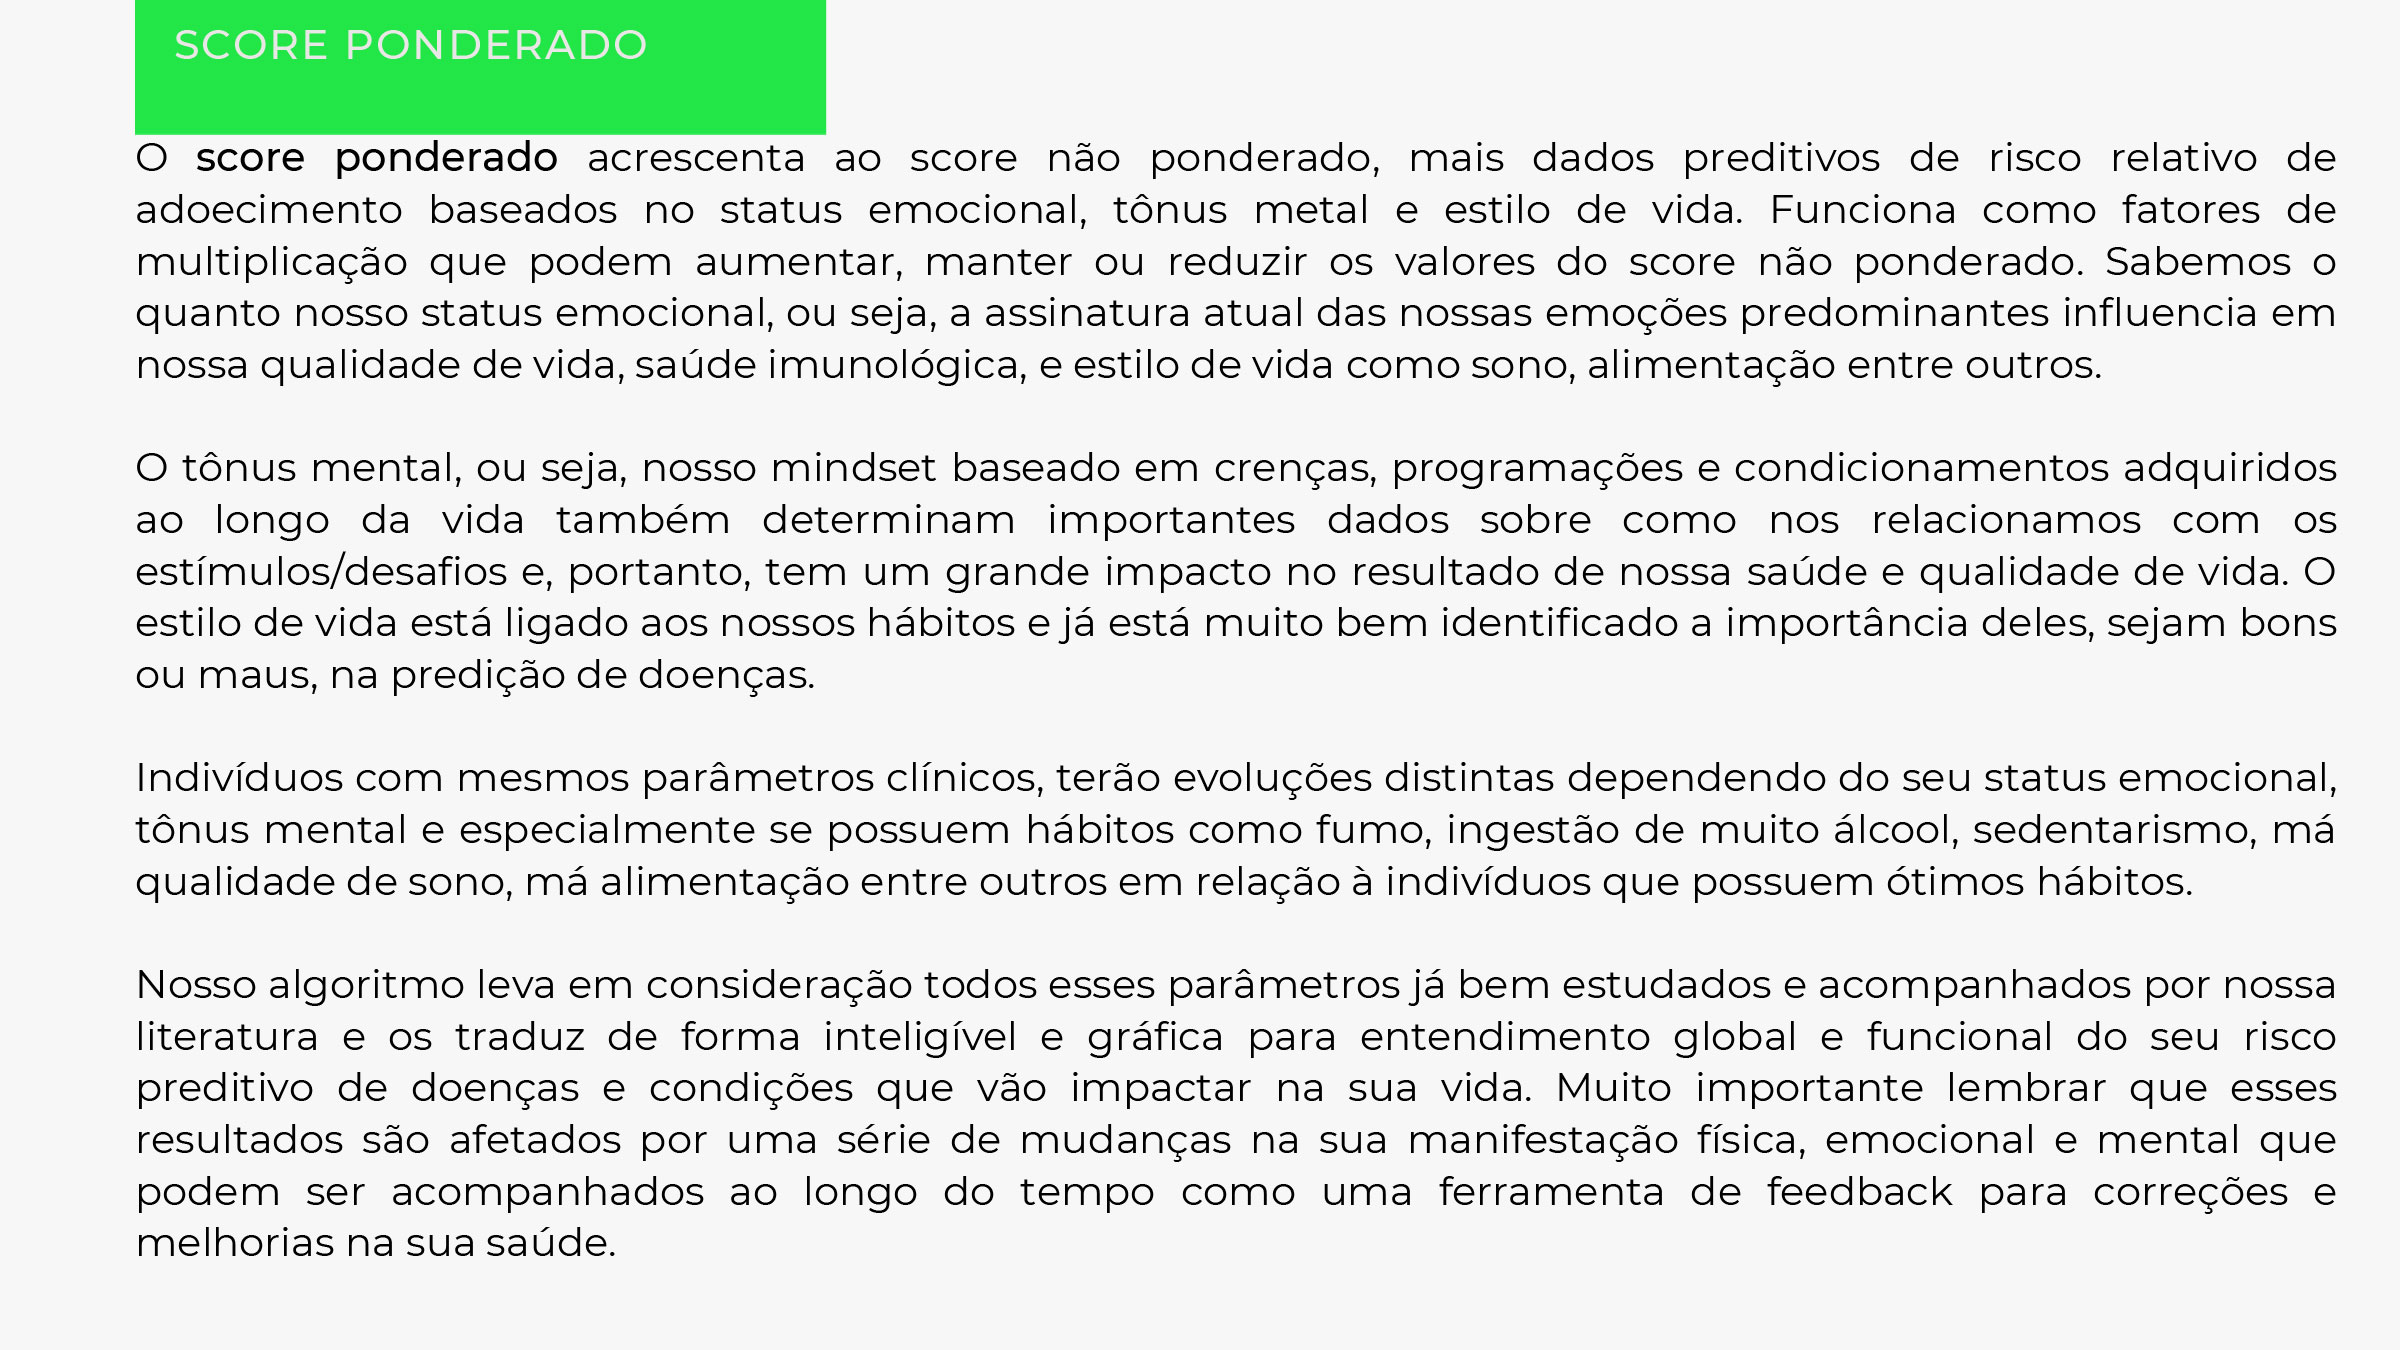 SCORE PONDERADO
O score ponderado acrescenta ao score não ponderado, mais dados preditivos de risco relativo de
adoecimento baseados no status emocional, tônus metal e estilo de vida. Funciona como fatores de
multiplicação que podem aumentar, manter ou reduzir os valores do score não ponderado. Sabemos o
quanto nosso status emocional, ou seja, a assinatura atual das nossas emoções predominantes influencia em
nossa qualidade de vida, saúde imunológica, e estilo de vida como sono, alimentação entre outros.
O tônus mental, ou seja, nosso mindset baseado em crenças, programações e condicionamentos adquiridos
ao longo da vida também determinam importantes dados sobre como nos relacionamos com os
estímulos/desafios e, portanto, tem um grande impacto no resultado de nossa saúde e qualidade de vida. O
estilo de vida está ligado aos nossos hábitos e já está muito bem identificado a importância deles, sejam bons
ou maus, na predição de doenças.
Indivíduos com mesmos parâmetros clínicos, terão evoluções distintas dependendo do seu status emocional,
tônus mental e especialmente se possuem hábitos como fumo, ingestão de muito álcool, sedentarismo, má
qualidade de sono, má alimentação entre outros em relação à indivíduos que possuem ótimos hábitos.
Nosso algoritmo leva em consideração todos esses parâmetros já bem estudados e acompanhados por nossa
literatura e os traduz de forma inteligível e gráfica para entendimento global e funcional do seu risco
preditivo de doenças e condições que vão impactar na sua vida. Muito importante lembrar que esses
resultados são afetados por uma série de mudanças na sua manifestação física, emocional e mental que
podem ser acompanhados ao longo do tempo como uma ferramenta de feedback para correções e
melhorias na sua saúde.